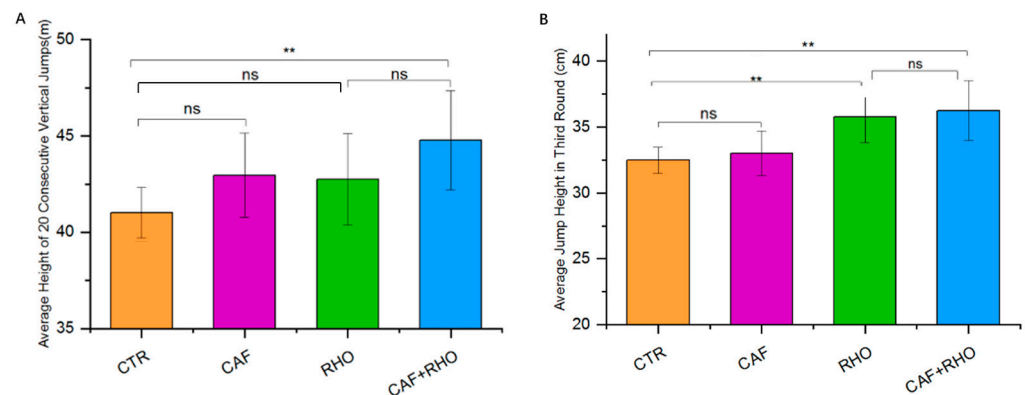 A
Average Height of 20 Consecutive Vertical Jumps(m)
50
45
40
35
**
ns
ns
ns
CTR
CAF
RHO
CAF+RHO
B
Average Jump Height in Third Round (cm)
40
35
30
25
20
**
ns
**
ns
CTR
CAF
RHO
CAF+RHO